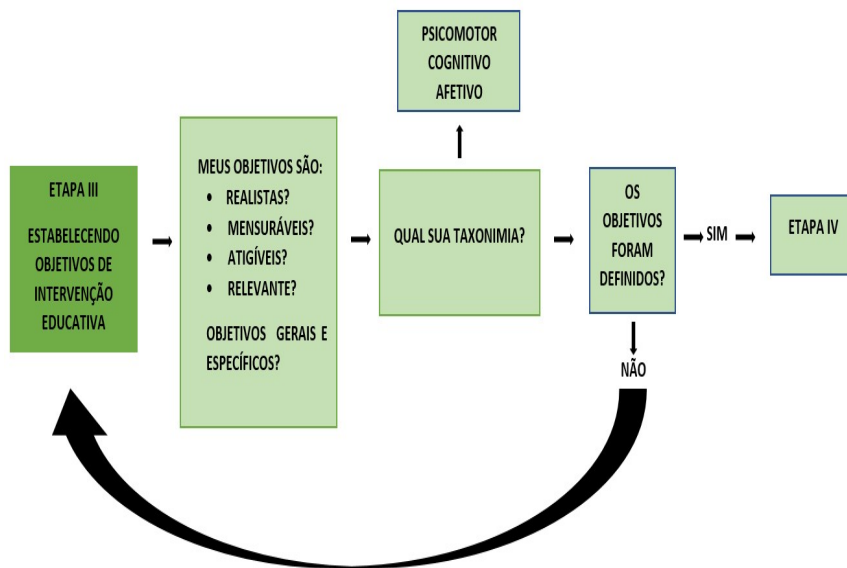 PSICOMOTOR
COGNITIVO
AFETIVO
ETAPA III
ESTABELECENDO
OBJETIVOS DE
INTERVENÇÃO
EDUCATIVA
MEUS OBJETIVOS SÃO:
• REALISTAS?
• MENSURÁVEIS?
• ATIGÍVEIS?
• RELEVANTE?
OBJETIVOS GERAIS E
ESPECÍFICOS?
QUAL SUA TAXONIMIA?
OS
OBJETIVOS
FORAM
DEFINIDOS?
SIM
ETAPA IV
NÃO